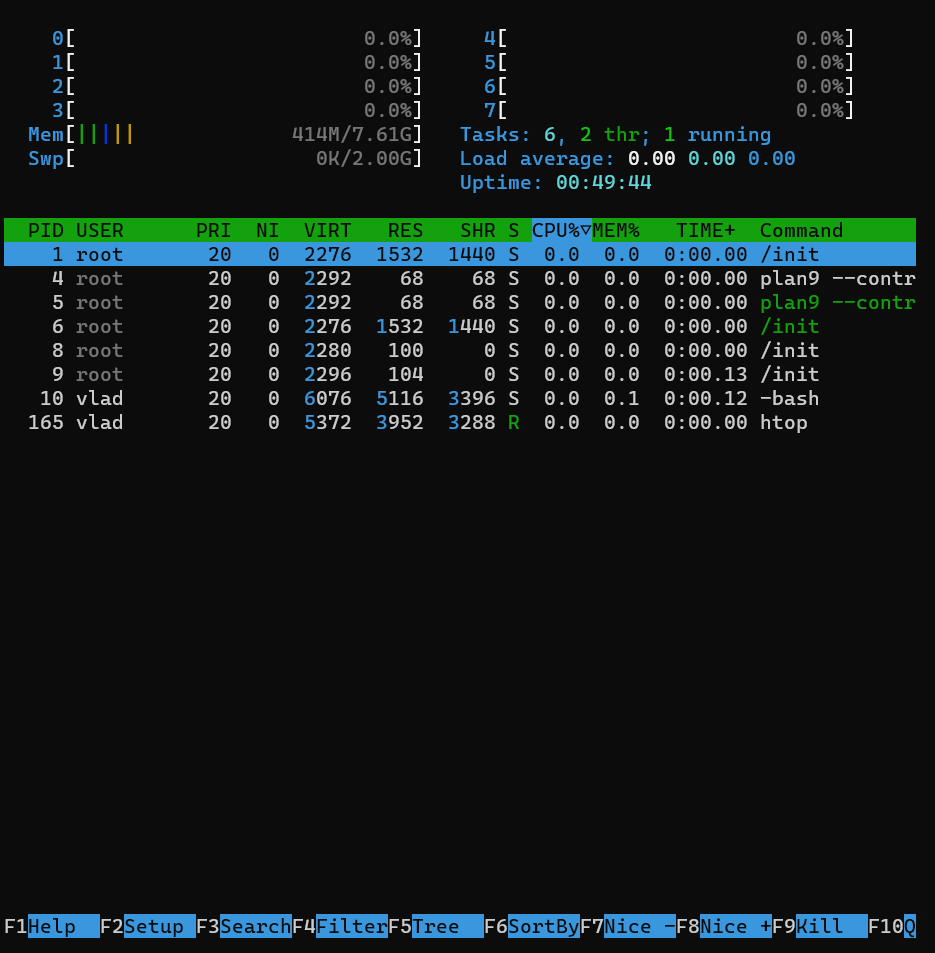 0[ 0.0%] 4[ 0.0%]
1[ 0.0%] 5[ 0.0%]
2[ 0.0%] 6[ 0.0%]
3[ 0.0%] 7[ 0.0%]
Mem[||||| 414M/7.61G] Tasks: 6, 2 thr; 1 running
Swp[ 0K/2.00G] Load average: 0.00 0.00 0.00
Uptime: 00:49:44
PID USER PRI NI VIRT RES SHR S CPU%▽MEM% TIME+ Command
1 root 20 0 2276 1532 1440 S 0.0 0.0 0:00.00 /init
4 root 20 0 2292 68 68 S 0.0 0.0 0:00.00 plan9 --contr
5 root 20 0 2292 68 68 S 0.0 0.0 0:00.00 plan9 --contr
6 root 20 0 2276 1532 1440 S 0.0 0.0 0:00.00 /init
8 root 20 0 2280 100 0 S 0.0 0.0 0:00.00 /init
9 root 20 0 2296 104 0 S 0.0 0.0 0:00.13 /init
10 vlad 20 0 6076 5116 3396 S 0.0 0.1 0:00.12 -bash
165 vlad 20 0 5372 3952 3288 R 0.0 0.0 0:00.00 htop
F1Help F2Setup F3SearchF4FilterF5Tree F6SortByF7Nice -F8Nice +F9Kill F10Q